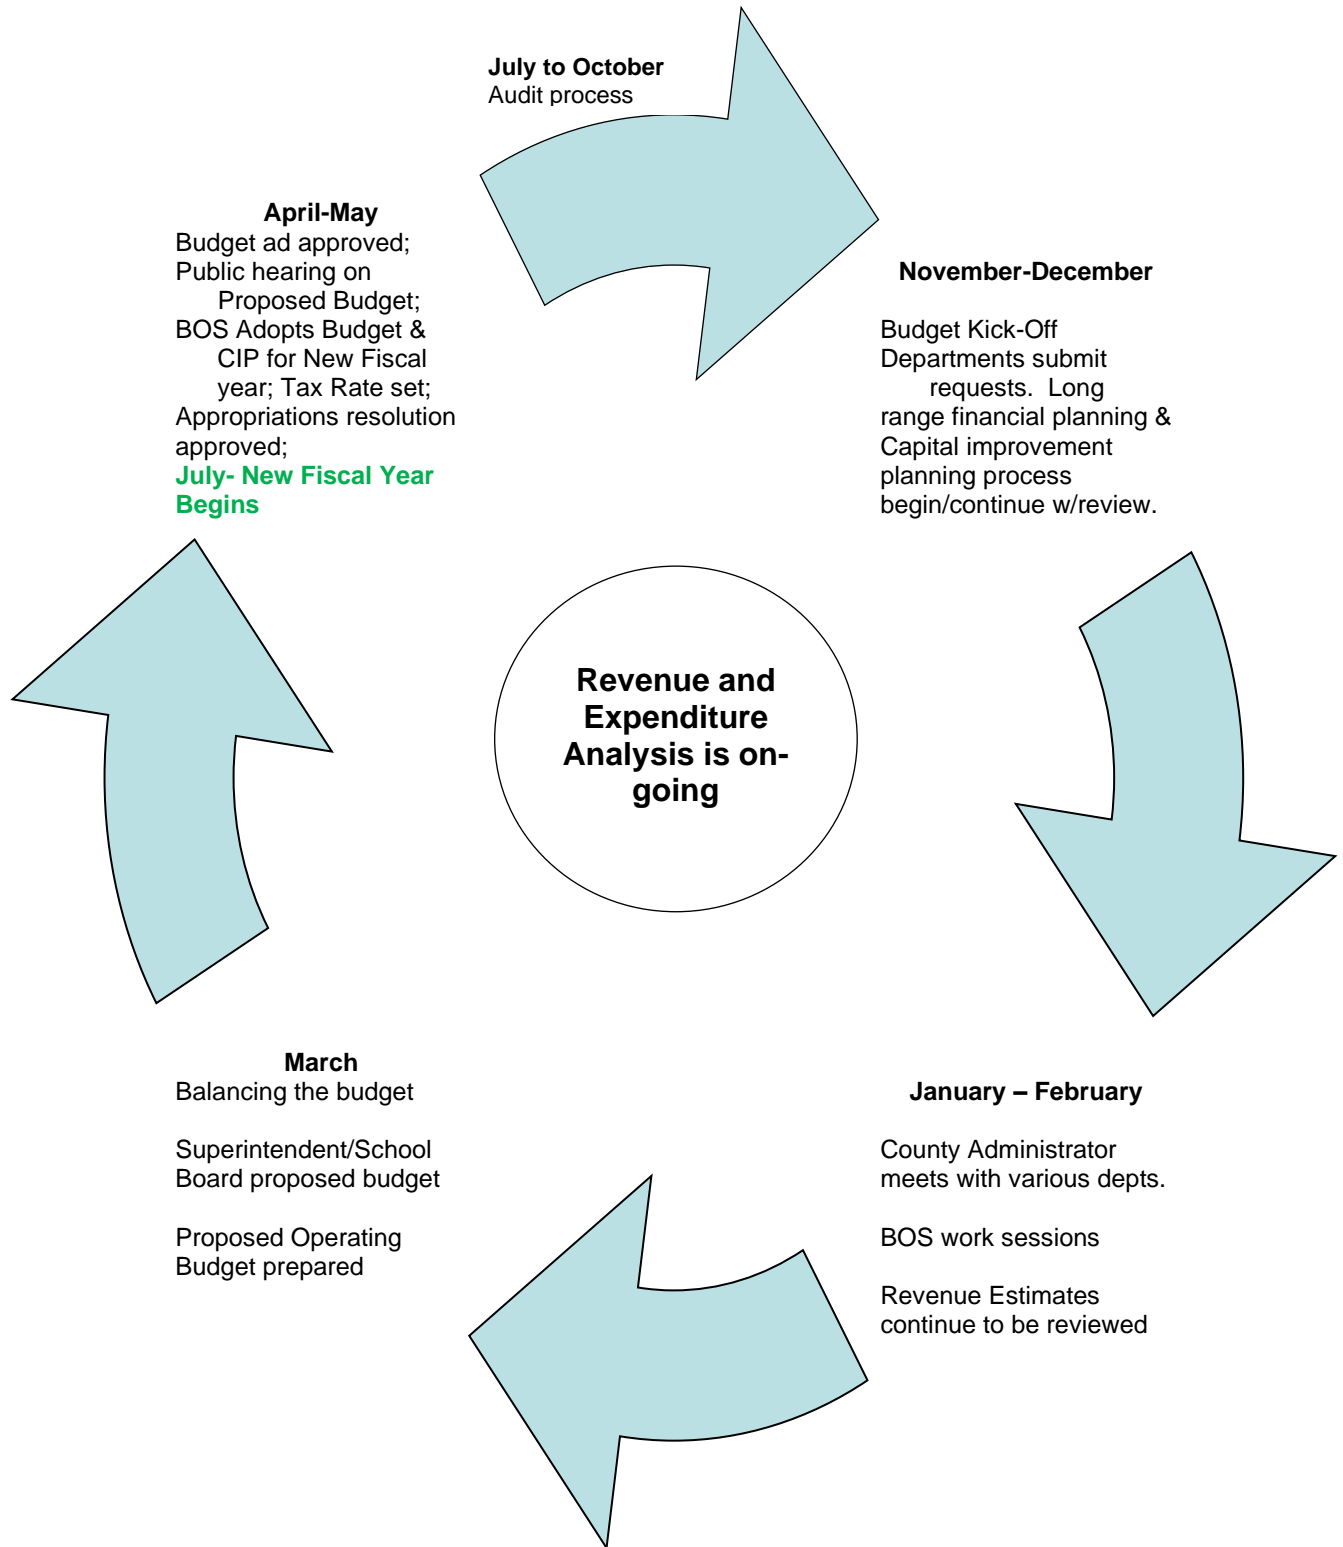 July to October
Audit process
April-May
Budget ad approved;
Public hearing on
Proposed Budget;
BOS Adopts Budget &
CIP for New Fiscal
year; Tax Rate set;
Appropriations resolution
approved;
July- New Fiscal Year
Begins
November-December
Budget Kick-Off
Departments submit
requests.  Long
range financial planning &
Capital improvement
planning process
begin/continue w/review.
Revenue and
Expenditure
Analysis is on-
going
March
Balancing the budget
Superintendent/School
Board proposed budget
Proposed Operating
Budget prepared
January – February
County Administrator
meets with various depts.
BOS work sessions
Revenue Estimates
continue to be reviewed